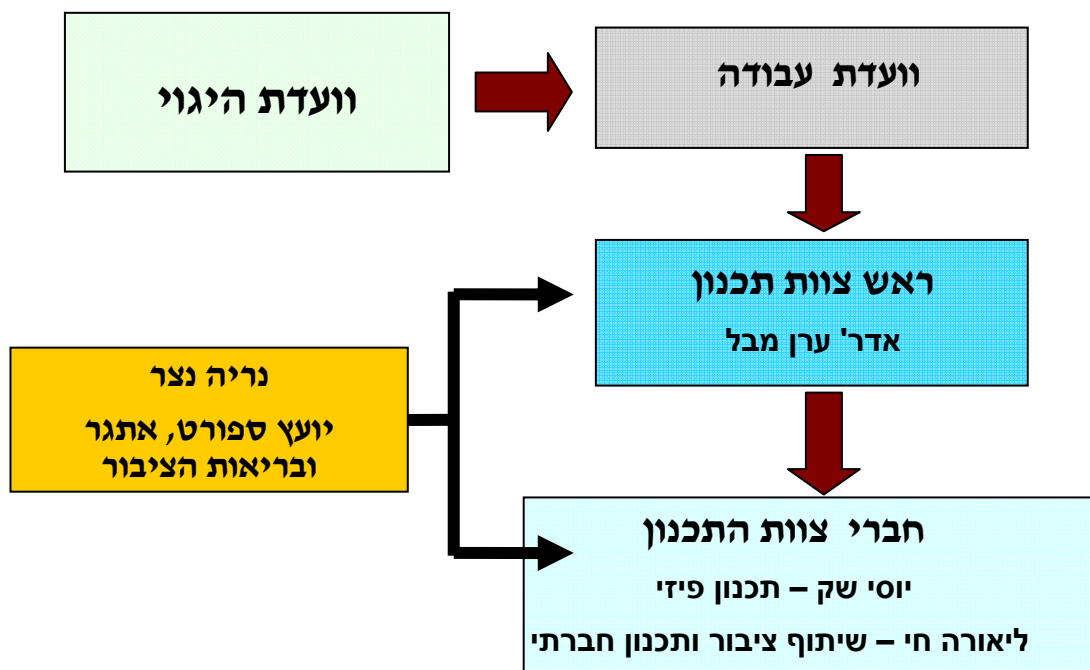 וועדת היגוי
וועדת עבודה
ראש צוות תכנון
אדר' ערן מבל
נריה נצר
יועץ ספורט, אתגר
ובריאות הציבור
חברי צוות התכנון
יוסי שק – תכנון פיזי
ליאורה חי – שיתוף ציבור ותכנון חברתי